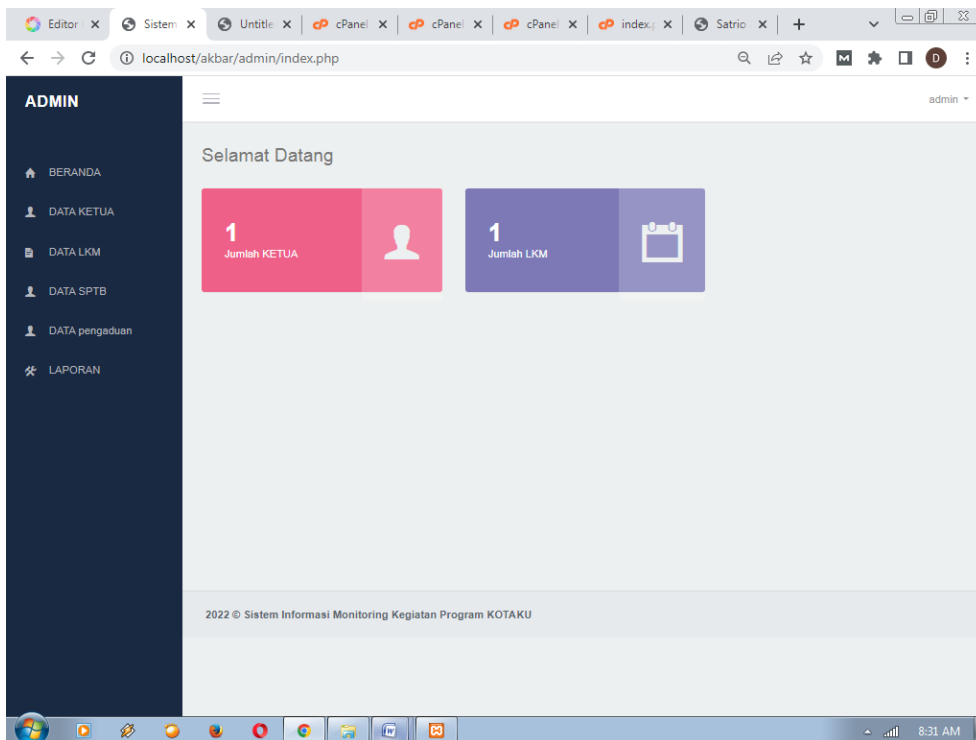 Editor
Sistem
Untitle
cPanel
cPanel
cPanel
index.p
Satrio
localhost/akbar/admin/index.php
M
D
ADMIN
admin
BERANDA
DATA KETUA
DATA LKM
DATA SPTB
DATA pengaduan
LAPORAN
Selamat Datang
1
Jumlah KETUA
1
Jumlah LKM
2022 © Sistem Informasi Monitoring Kegiatan Program KOTAKU
8:31 AM